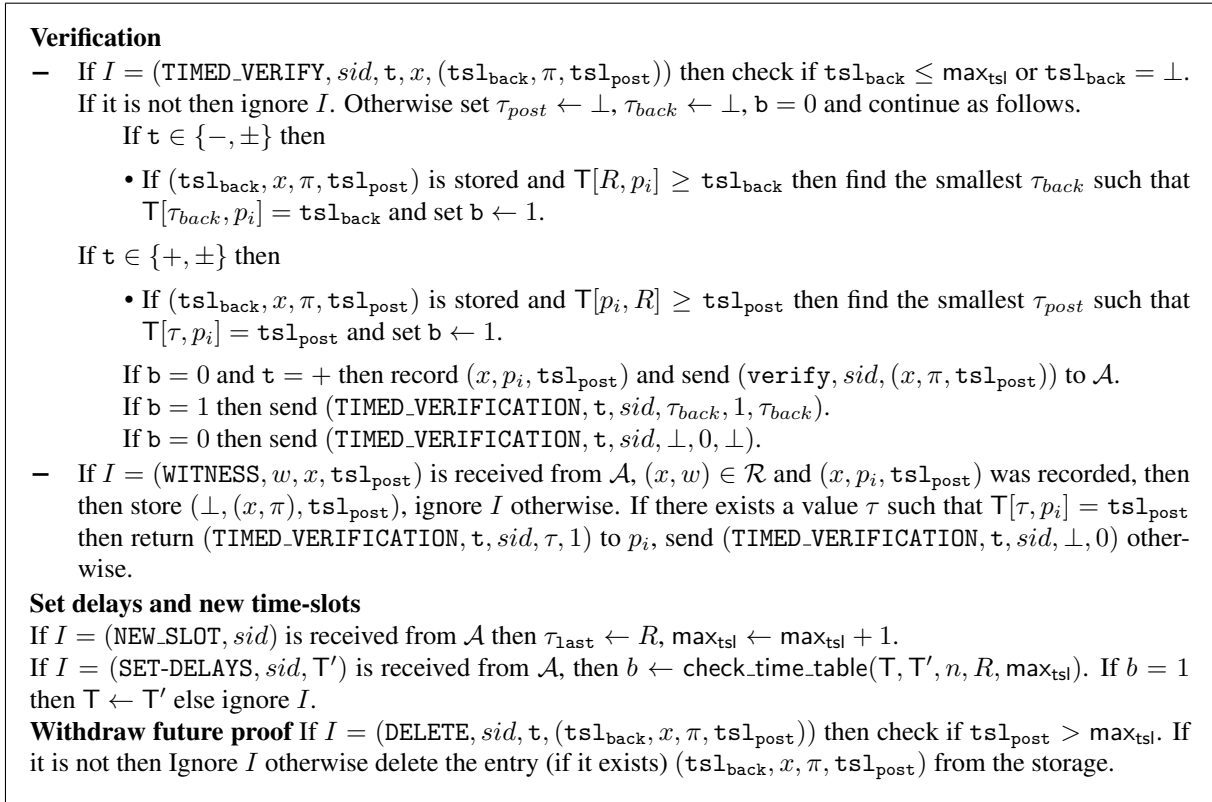 Verification
– If I = (TIMED_VERIFY, sid, t, x, (tsl_back, π, tsl_post)) then check if tsl_back ≤ max_tsl or tsl_back = ⊥.
If it is not then ignore I. Otherwise set τ_post ← ⊥, τ_back ← ⊥, b = 0 and continue as follows.
If t ∈ {−, ±} then
• If (tsl_back, x, π, tsl_post) is stored and T[R, p_i] ≥ tsl_back then find the smallest τ_back such that
T[τ_back, p_i] = tsl_back and set b ← 1.
If t ∈ {+, ±} then
• If (tsl_back, x, π, tsl_post) is stored and T[p_i, R] ≥ tsl_post then find the smallest τ_post such that
T[τ, p_i] = tsl_post and set b ← 1.
If b = 0 and t = + then record (x, p_i, tsl_post) and send (verify, sid, (x, π, tsl_post)) to A.
If b = 1 then send (TIMED_VERIFICATION, t, sid, τ_back, 1, τ_back).
If b = 0 then send (TIMED_VERIFICATION, t, sid, ⊥, 0, ⊥).
– If I = (WITNESS, w, x, tsl_post) is received from A, (x, w) ∈ R and (x, p_i, tsl_post) was recorded, then
then store (⊥, (x, π), tsl_post), ignore I otherwise. If there exists a value τ such that T[τ, p_i] = tsl_post
then return (TIMED_VERIFICATION, t, sid, τ, 1) to p_i, send (TIMED_VERIFICATION, t, sid, ⊥, 0) other-
wise.
Set delays and new time-slots
If I = (NEW_SLOT, sid) is received from A then τ_last ← R, max_tsl ← max_tsl + 1.
If I = (SET-DELAYS, sid, T′) is received from A, then b ← check_time_table(T, T′, n, R, max_tsl). If b = 1
then T ← T′ else ignore I.
Withdraw future proof If I = (DELETE, sid, t, (tsl_back, x, π, tsl_post)) then check if tsl_post > max_tsl. If
it is not then Ignore I otherwise delete the entry (if it exists) (tsl_back, x, π, tsl_post) from the storage.